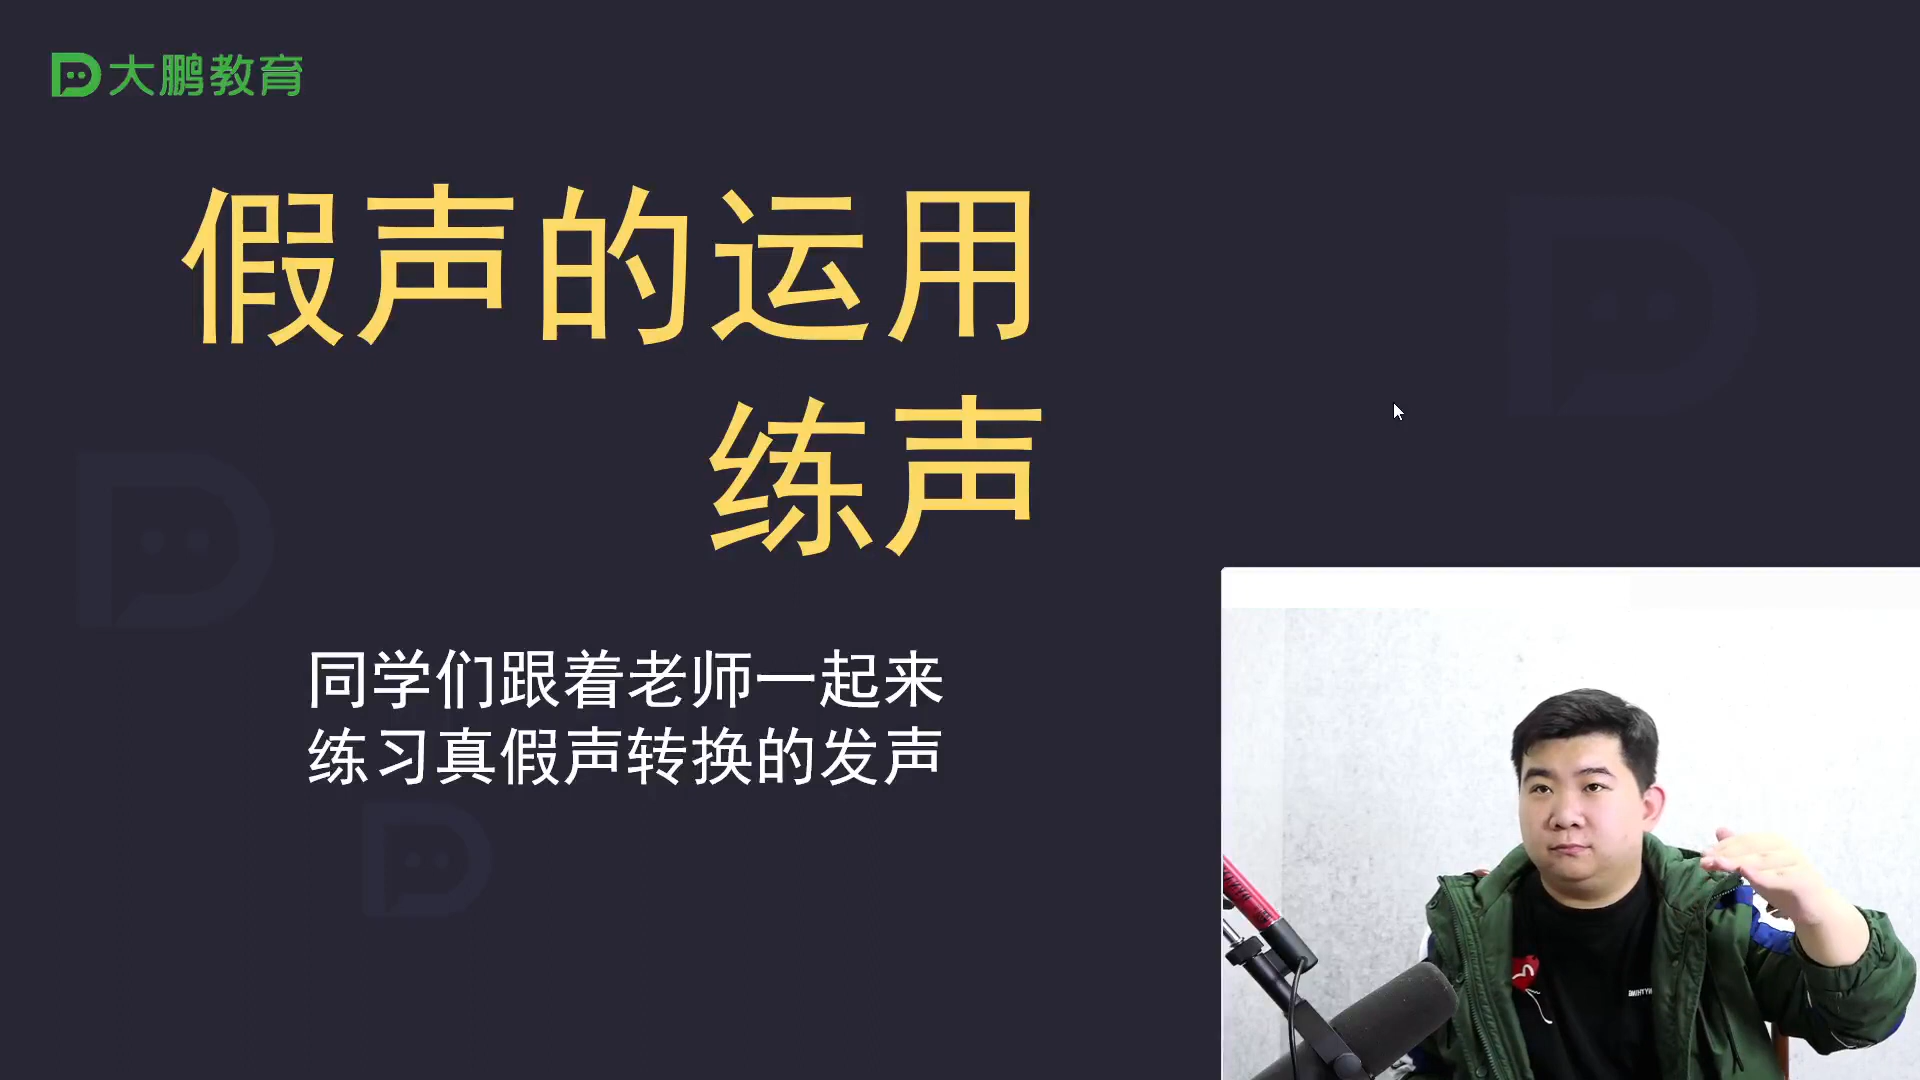 大鹏教育
假声的运用
练声
同学们跟着老师一起来
练习真假声转换的发声